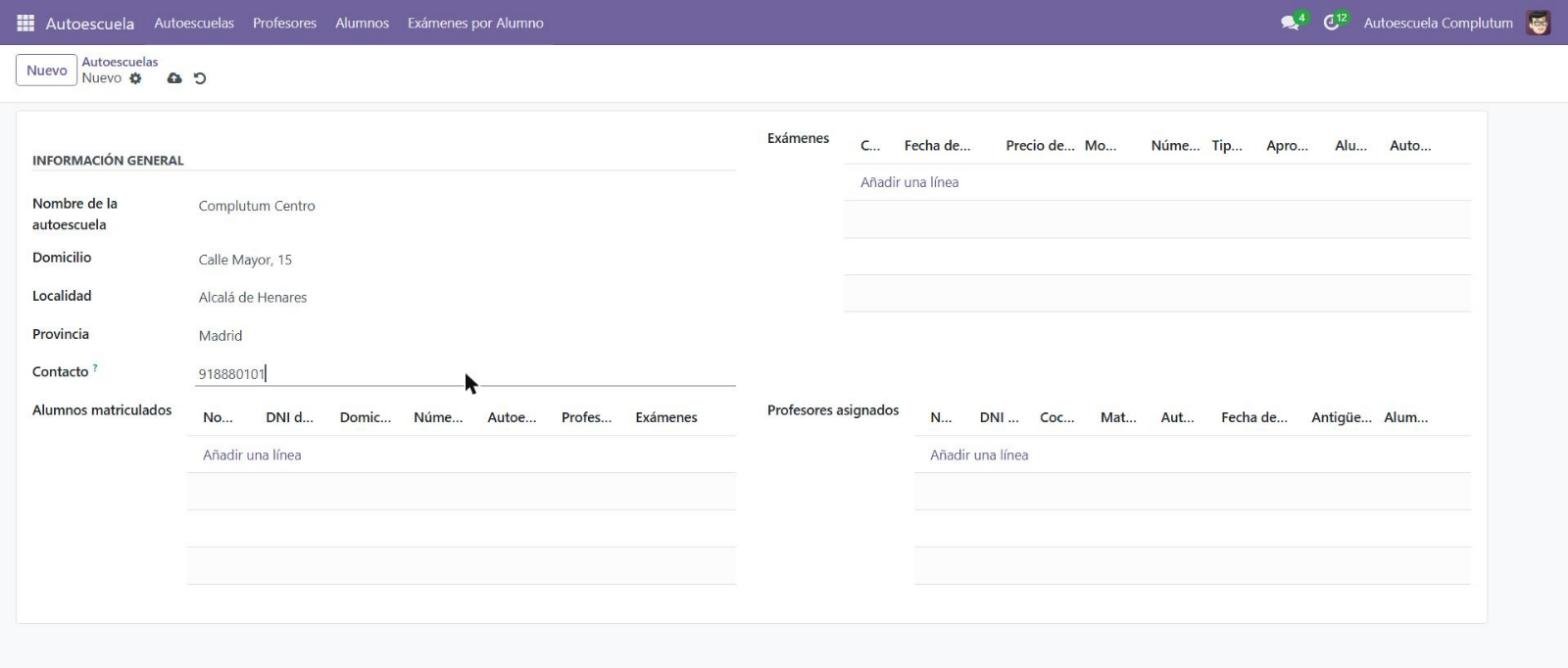 Autoescuela Autoescuelas Profesores Alumnos Exámenes por Alumno 4 12 Autoescuela Complutum
Nuevo Autoescuelas
Nuevo
INFORMACIÓN GENERAL
Nombre de la autoescuela Complutum Centro
Domicilio Calle Mayor, 15
Localidad Alcalá de Henares
Provincia Madrid
Contacto ? 918880101
Exámenes C... Fecha de... Precio de... Mo... Núme... Tip... Apro... Alu... Auto...
Añadir una línea
Alumnos matriculados No... DNI d... Domic... Núme... Autoe... Profes... Exámenes
Añadir una línea
Profesores asignados N... DNI ... Coc... Mat... Aut... Fecha de... Antigüe... Alum...
Añadir una línea